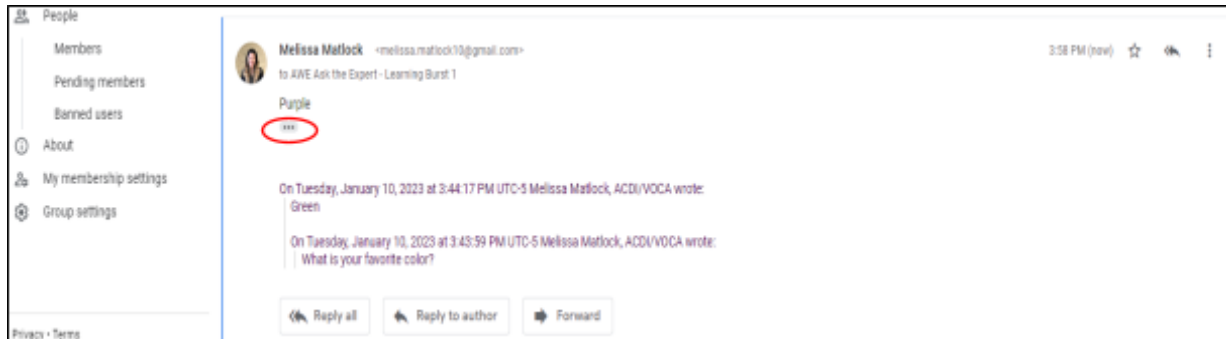 People
Members
Pending members
Banned users
About
My membership settings
Group settings
Privacy • Terms
Melissa Matlock <melissa.matlock10@gmail.com>
3:58 PM (now)
to AWE Ask the Expert - Learning Burst 1
Purple
•••
On Tuesday, January 10, 2023 at 3:44:17 PM UTC-5 Melissa Matlock, ACDI/VOCA wrote:
Green
On Tuesday, January 10, 2023 at 3:43:59 PM UTC-5 Melissa Matlock, ACDI/VOCA wrote:
What is your favorite color?
Reply all
Reply to author
Forward